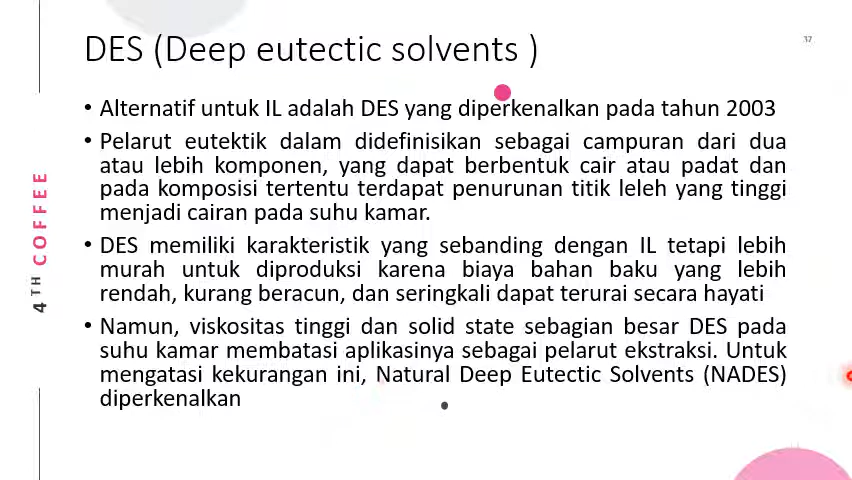 DES (Deep eutectic solvents )
37
• Alternatif untuk IL adalah DES yang diperkenalkan pada tahun 2003
• Pelarut eutektik dalam didefinisikan sebagai campuran dari dua
atau lebih komponen, yang dapat berbentuk cair atau padat dan
pada komposisi tertentu terdapat penurunan titik leleh yang tinggi
menjadi cairan pada suhu kamar.
• DES memiliki karakteristik yang sebanding dengan IL tetapi lebih
murah untuk diproduksi karena biaya bahan baku yang lebih
rendah, kurang beracun, dan seringkali dapat terurai secara hayati
• Namun, viskositas tinggi dan solid state sebagian besar DES pada
suhu kamar membatasi aplikasinya sebagai pelarut ekstraksi. Untuk
mengatasi kekurangan ini, Natural Deep Eutectic Solvents (NADES)
diperkenalkan
4TH COFFEE